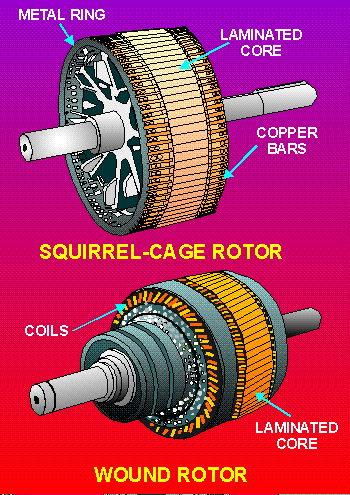 METAL RING
LAMINATED
CORE
COPPER
BARS
SQUIRREL-CAGE ROTOR
COILS
LAMINATED
CORE
WOUND ROTOR